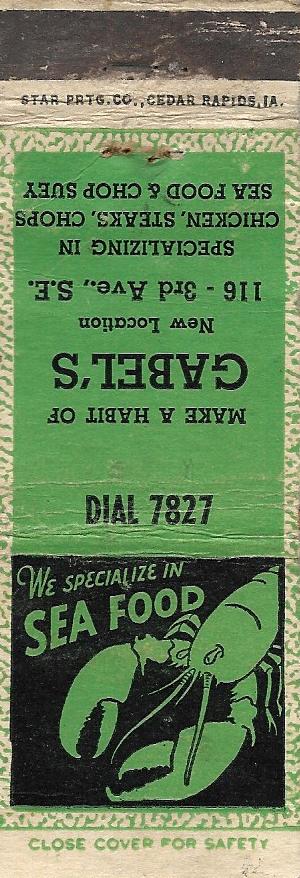 STAR PRTG. CO., CEDAR RAPIDS, IA.
MAKE A HABIT OF
GABEL'S
New Location
116 - 3rd Ave., S.E.
SPECIALIZING IN
CHICKEN, STEAKS, CHOPS
SEA FOOD & CHOP SUEY
DIAL 7827
WE SPECIALIZE IN
SEA FOOD
CLOSE COVER FOR SAFETY